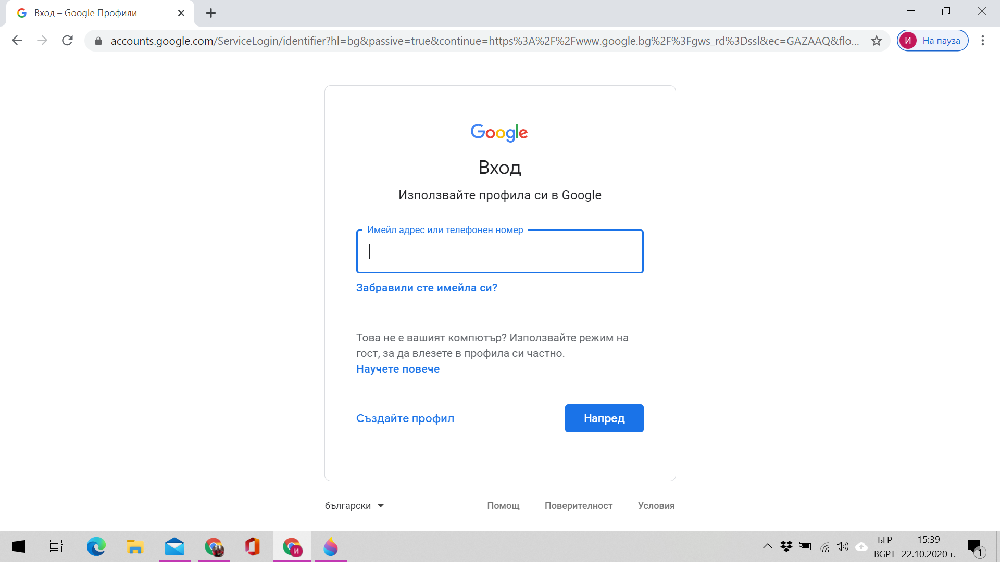 Вход – Google Профили
accounts.google.com/ServiceLogin/identifier?hl=bg&passive=true&continue=https%3A%2F%2Fwww.google.bg%2F%3Fgws_rd%3Dssl&ec=GAZAAQ&flo...
И На пауза
Google
Вход
Използвайте профила си в Google
Имейл адрес или телефонен номер
Забравили сте имейла си?
Това не е вашият компютър? Използвайте режим на
гост, за да влезете в профила си частно.
Научете повече
Създайте профил
Напред
български
Помощ
Поверителност
Условия
И
БГР
BGPT
15:39
22.10.2020 г.
1